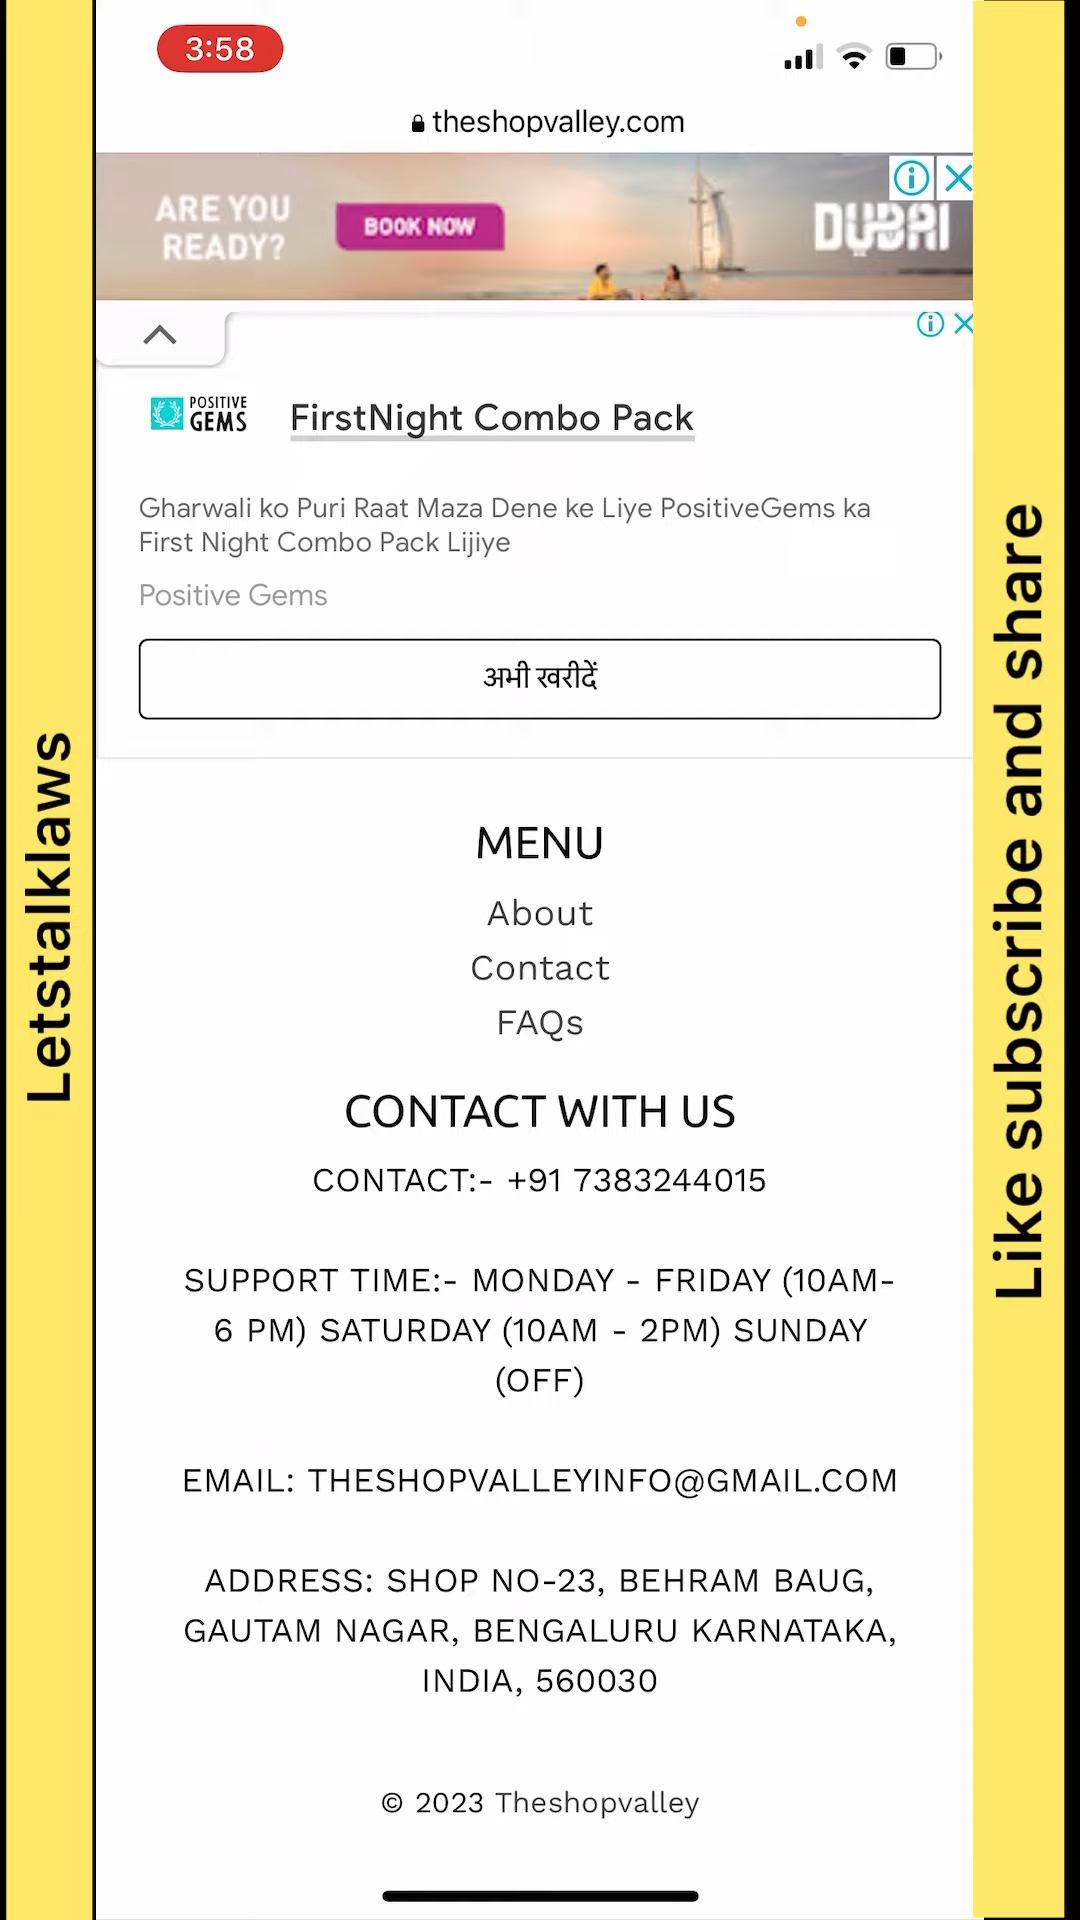 3:58
theshopvalley.com
ARE YOU
READY?
BOOK NOW
DUBAI
POSITIVE
GEMS
FirstNight Combo Pack
Gharwali ko Puri Raat Maza Dene ke Liye PositiveGems ka
First Night Combo Pack Lijiye
Positive Gems
अभी खरीदें
MENU
About
Contact
FAQs
CONTACT WITH US
CONTACT:- +91 7383244015
SUPPORT TIME:- MONDAY - FRIDAY (10AM-
6 PM) SATURDAY (10AM - 2PM) SUNDAY
(OFF)
EMAIL: THESHOPVALLEYINFO@GMAIL.COM
ADDRESS: SHOP NO-23, BEHRAM BAUG,
GAUTAM NAGAR, BENGALURU KARNATAKA,
INDIA, 560030
© 2023 Theshopvalley
Letstalklaws
Like subscribe and share